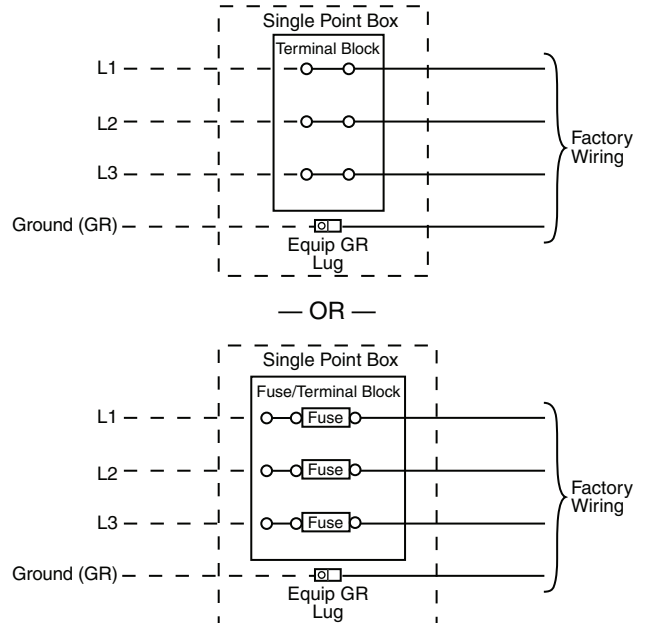 Single Point Box
Terminal Block
L1
L2
L3
Factory
Wiring
Ground (GR)
Equip GR
Lug
— OR —
Single Point Box
Fuse/Terminal Block
L1
Fuse
L2
Fuse
L3
Fuse
Factory
Wiring
Ground (GR)
Equip GR
Lug